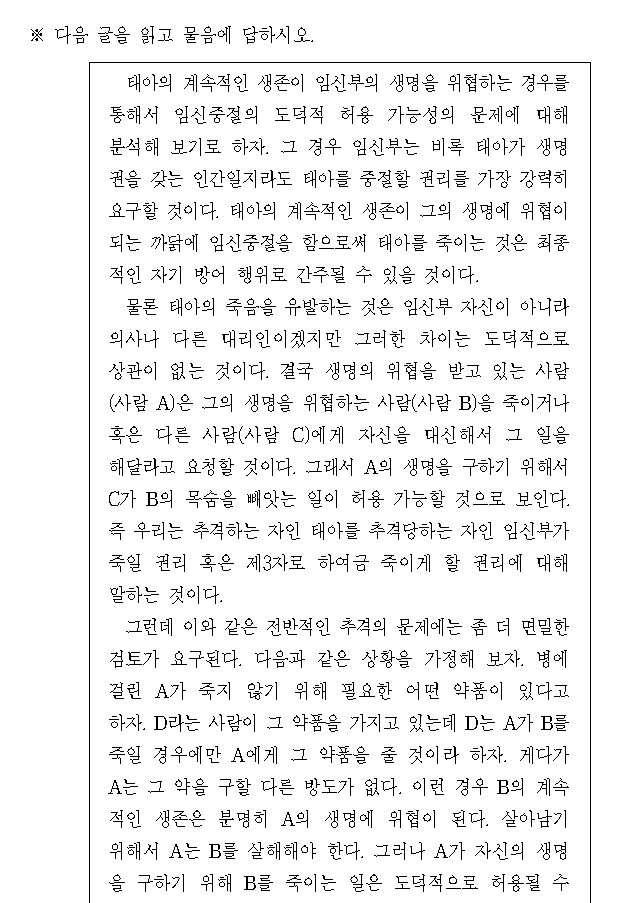 ※ 다음 글을 읽고 물음에 답하시오.
태아의 계속적인 생존이 임신부의 생명을 위협하는 경우를
통해서 임신중절의 도덕적 허용 가능성의 문제에 대해
분석해 보기로 하자. 그 경우 임신부는 비록 태아가 생명
권을 갖는 인간일지라도 태아를 중절할 권리를 가장 강력히
요구할 것이다. 태아의 계속적인 생존이 그의 생명에 위협이
되는 까닭에 임신중절을 함으로써 태아를 죽이는 것은 최종
적인 자기 방어 행위로 간주될 수 있을 것이다.
물론 태아의 죽음을 유발하는 것은 임신부 자신이 아니라
의사나 다른 대리인이겠지만 그러한 차이는 도덕적으로
상관이 없는 것이다. 결국 생명의 위협을 받고 있는 사람
(사람 A)은 그의 생명을 위협하는 사람(사람 B)을 죽이거나
혹은 다른 사람(사람 C)에게 자신을 대신해서 그 일을
해달라고 요청할 것이다. 그래서 A의 생명을 구하기 위해서
C가 B의 목숨을 빼앗는 일이 허용 가능할 것으로 보인다.
즉 우리는 추격하는 자인 태아를 추격당하는 자인 임신부가
죽일 권리 혹은 제3자로 하여금 죽이게 할 권리에 대해
말하는 것이다.
그런데 이와 같은 전반적인 추격의 문제에는 좀 더 면밀한
검토가 요구된다. 다음과 같은 상황을 가정해 보자. 병에
걸린 A가 죽지 않기 위해 필요한 어떤 약품이 있다고
하자. D라는 사람이 그 약품을 가지고 있는데 D는 A가 B를
죽일 경우에만 A에게 그 약품을 줄 것이라 하자. 게다가
A는 그 약을 구할 다른 방도가 없다. 이런 경우 B의 계속
적인 생존은 분명히 A의 생명에 위협이 된다. 살아남기
위해서 A는 B를 살해해야 한다. 그러나 A가 자신의 생명
을 구하기 위해 B를 죽이는 일은 도덕적으로 허용될 수